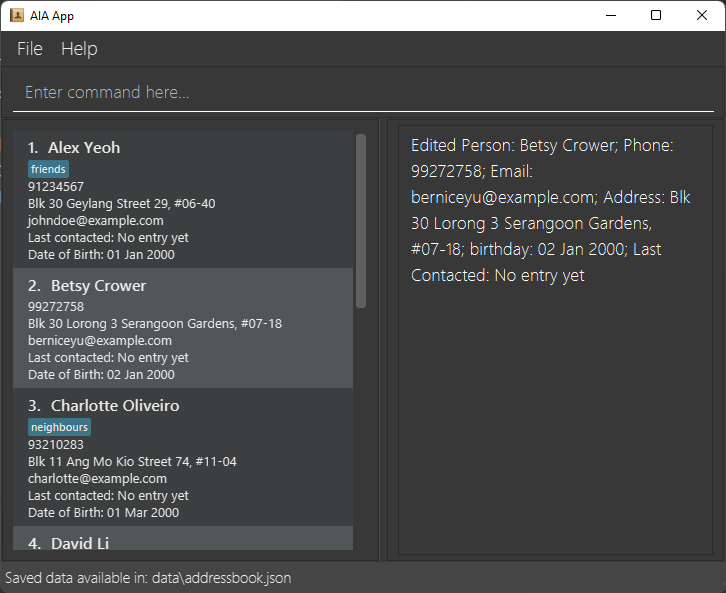 AIA App
File Help
Enter command here...
1. Alex Yeoh
friends
91234567
Blk 30 Geylang Street 29, #06-40
johndoe@example.com
Last contacted: No entry yet
Date of Birth: 01 Jan 2000
2. Betsy Crower
99272758
Blk 30 Lorong 3 Serangoon Gardens, #07-18
berniceyu@example.com
Last contacted: No entry yet
Date of Birth: 02 Jan 2000
3. Charlotte Oliveiro
neighbours
93210283
Blk 11 Ang Mo Kio Street 74, #11-04
charlotte@example.com
Last contacted: No entry yet
Date of Birth: 01 Mar 2000
4. David Li
Edited Person: Betsy Crower; Phone:
99272758; Email:
berniceyu@example.com; Address: Blk
30 Lorong 3 Serangoon Gardens,
#07-18; birthday: 02 Jan 2000; Last
Contacted: No entry yet
Saved data available in: data\addressbook.json